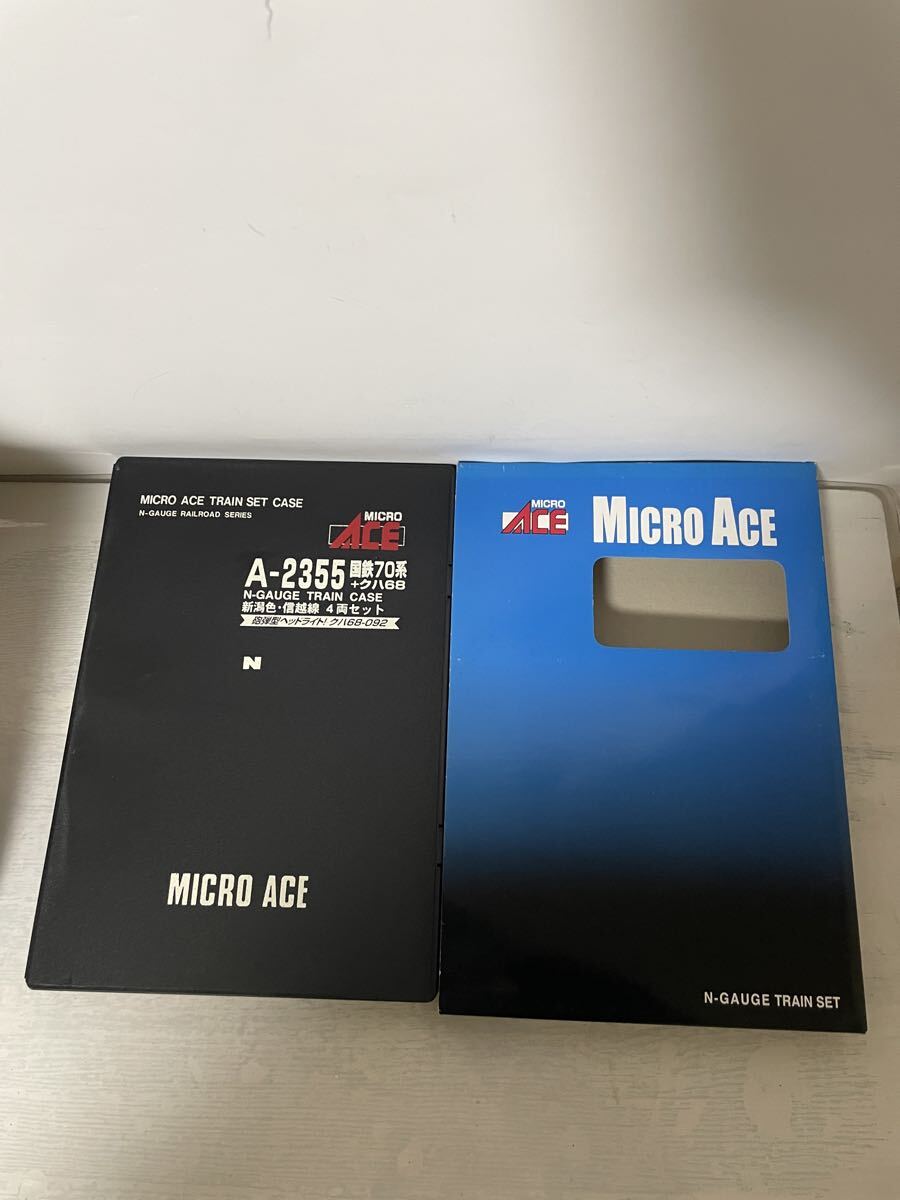 MICRO ACE TRAIN SET CASE
N-GAUGE RAILROAD SERIES
MICRO
ACE
A-2355 国鉄70系
+クハ68
N-GAUGE TRAIN CASE
新潟色・信越線 4両セット
砲弾型ヘッドライト!クハ68-092
N
MICRO ACE
MICRO
ACE
MICRO ACE
N-GAUGE TRAIN SET